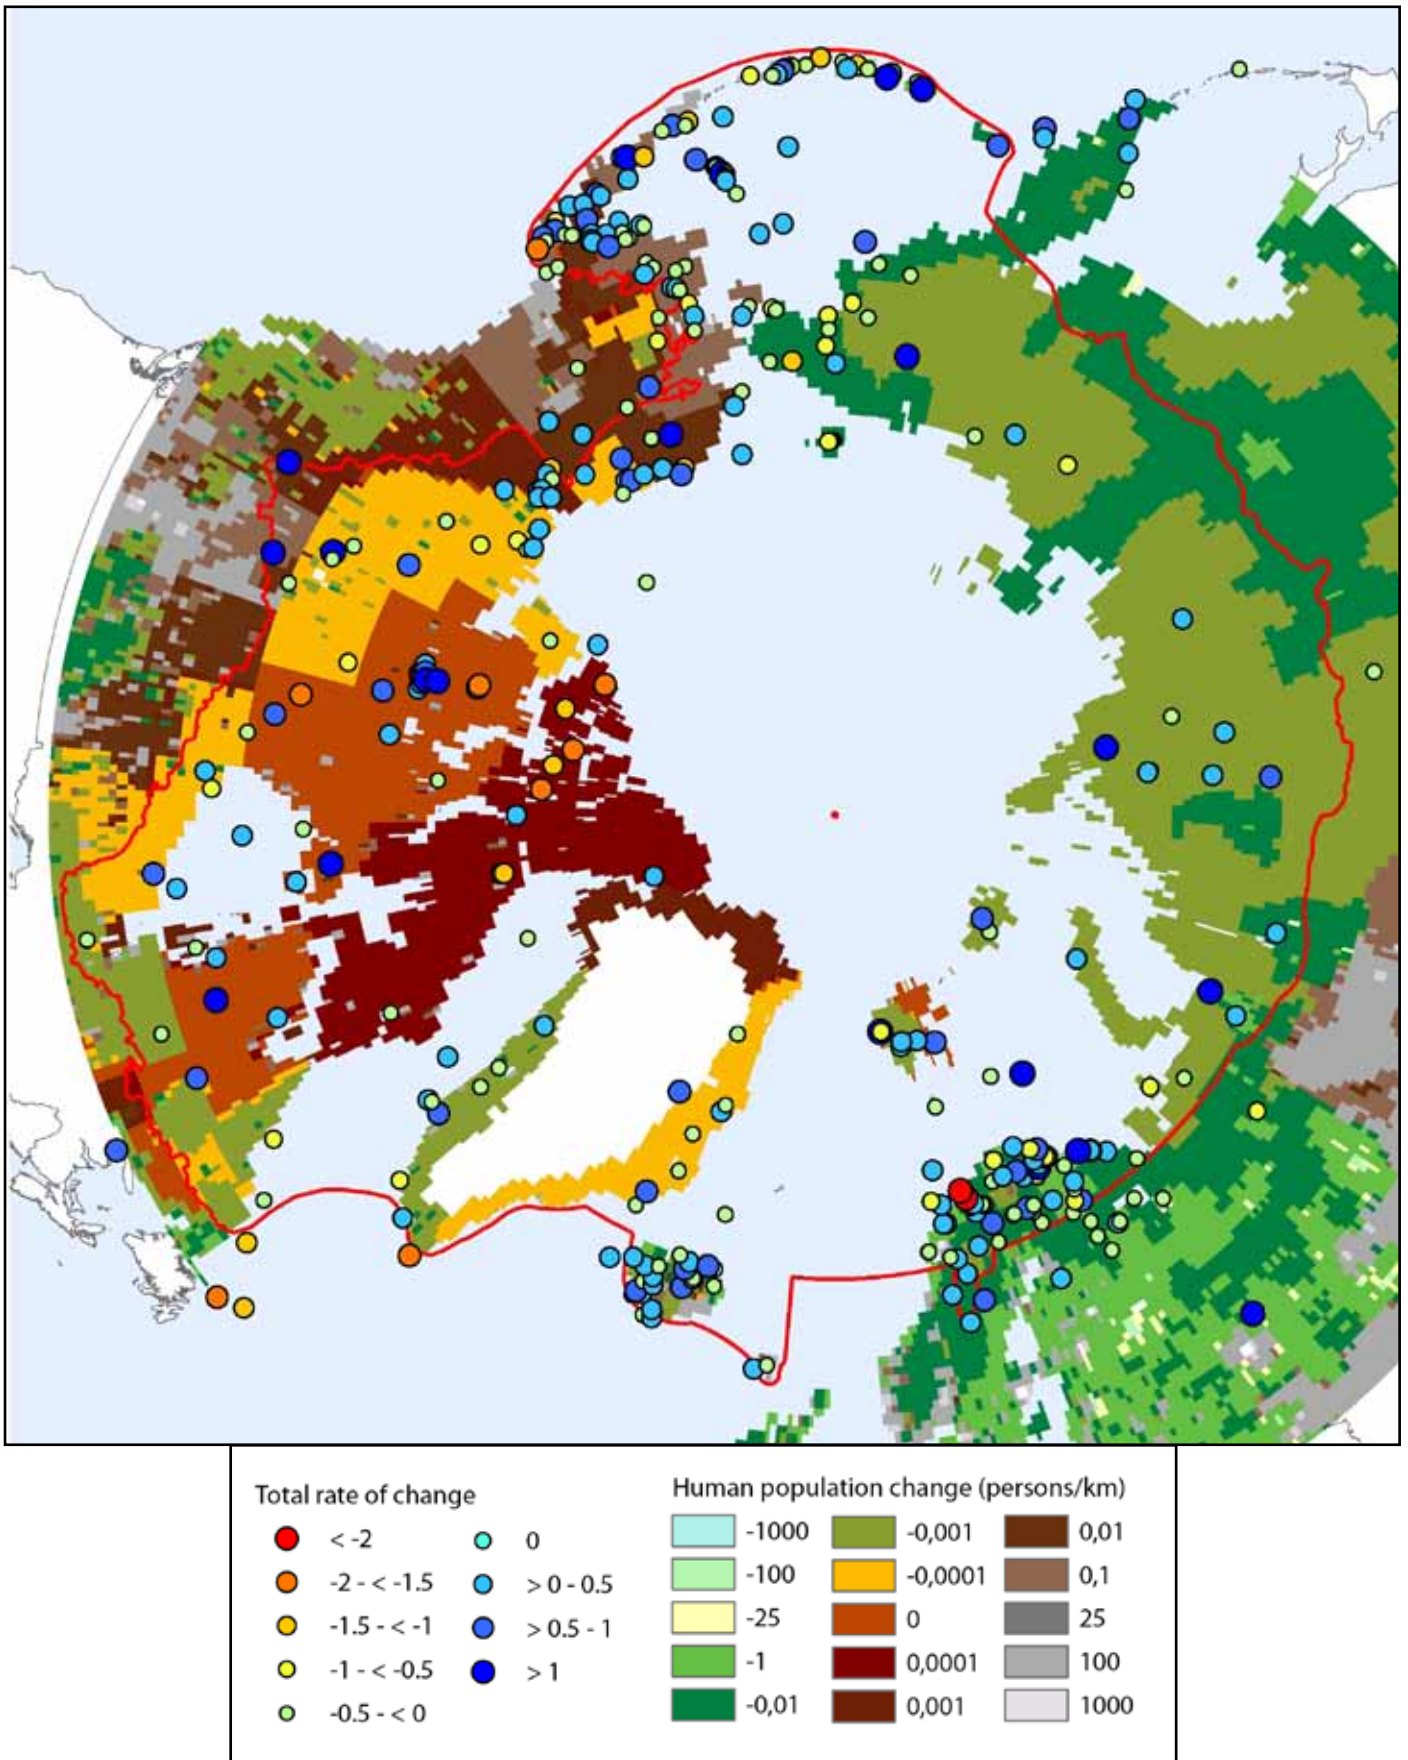 Total rate of change
< -2
-2 - < -1.5
-1.5 - < -1
-1 - < -0.5
-0.5 - < 0
0
> 0 - 0.5
> 0.5 - 1
> 1
Human population change (persons/km)
-1000
-100
-25
-1
-0,01
-0,001
-0,0001
0
0,0001
0,001
0,01
0,1
25
100
1000